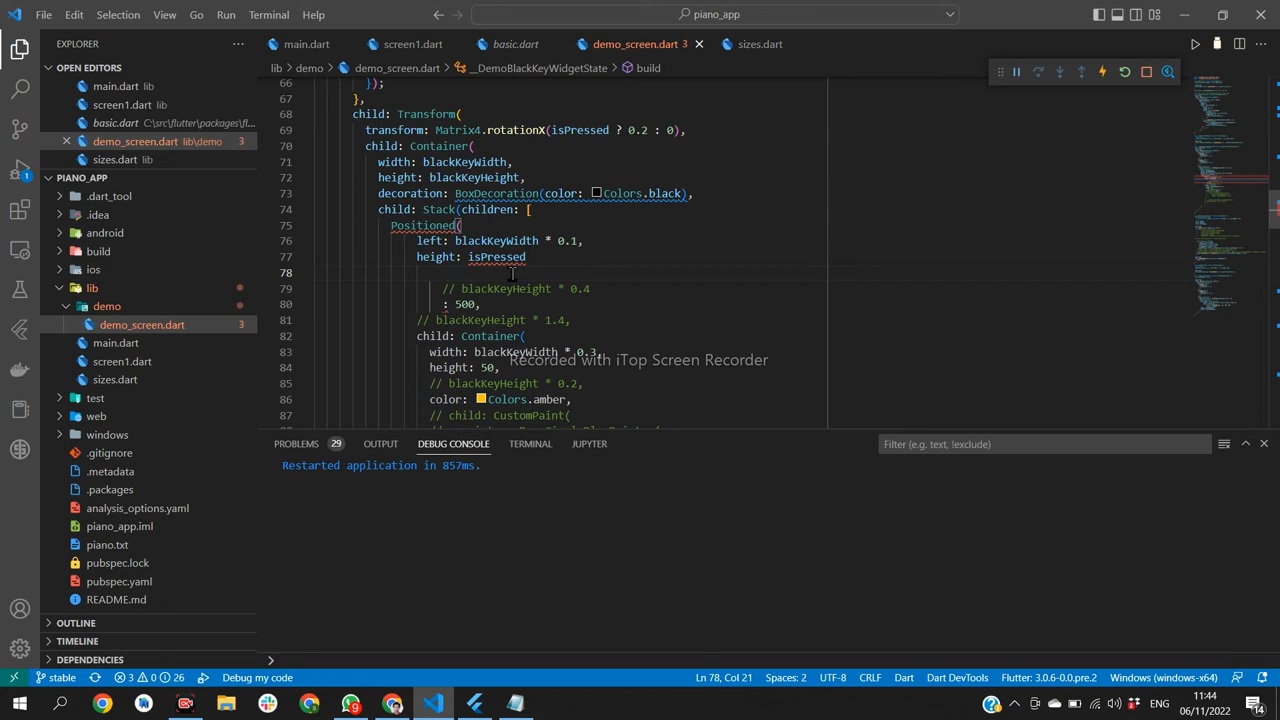 File Edit Selection View Go Run Terminal Help
piano_app
EXPLORER
OPEN EDITORS
main.dart lib
screen1.dart lib
basic.dart C:\src\flutter\packages\fl...
demo_screen.dart lib\demo 3
sizes.dart lib
PIANO_APP
.dart_tool
.idea
android
build
ios
lib
demo
demo_screen.dart 3
main.dart
screen1.dart
sizes.dart
test
web
windows
.gitignore
.metadata
.packages
analysis_options.yaml
piano_app.iml
piano.txt
pubspec.lock
pubspec.yaml
README.md
OUTLINE
TIMELINE
DEPENDENCIES
main.dart screen1.dart basic.dart demo_screen.dart 3 sizes.dart
lib > demo > demo_screen.dart > __DemoBlackKeyWidgetState > build
66 });
67 },
68 child: Transform(
69 transform: Matrix4.rotationX(isPressed ? 0.2 : 0),
70 child: Container(
71 width: blackKeyWidth,
72 height: blackKeyHeight,
73 decoration: BoxDecoration(color: Colors.black),
74 child: Stack(children: [
75 Positioned(
76 left: blackKeyWidth * 0.1,
77 height: isPressed
78
79 // blackKeyHeight * 0.4
80 : 500,
81 // blackKeyHeight * 1.4,
82 child: Container(
83 width: blackKeyWidth * 0.3,
84 height: 50,
85 // blackKeyHeight * 0.2,
86 color: Colors.amber,
87 // child: CustomPaint(
Recorded with iTop Screen Recorder
PROBLEMS 29 OUTPUT DEBUG CONSOLE TERMINAL JUPYTER
Filter (e.g. text, !exclude)
Restarted application in 857ms.
stable 3 0 26 Debug my code
Ln 78, Col 21 Spaces: 2 UTF-8 CRLF Dart Dart DevTools Flutter: 3.0.6-0.0.pre.2 Windows (windows-x64)
9
11:44
06/11/2022
14